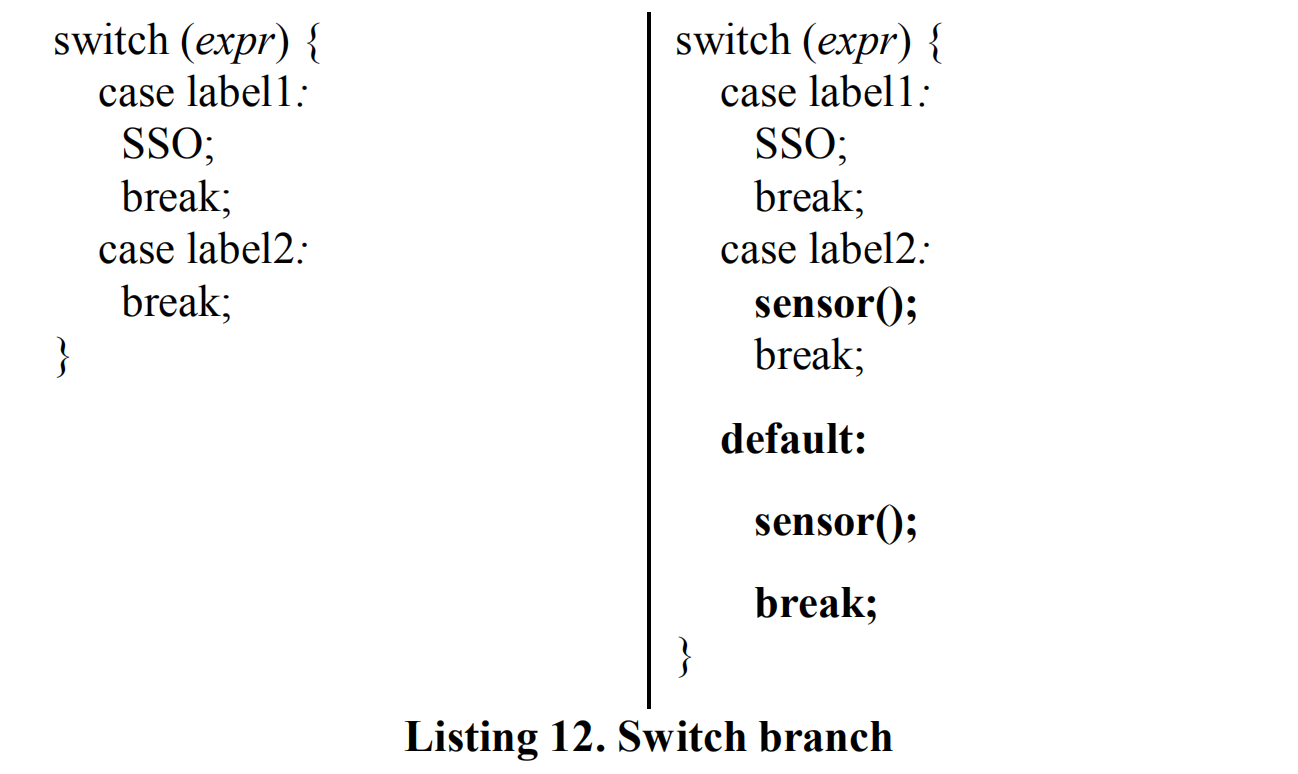 switch (expr) {
case label1:
SSO;
break;
case label2:
break;
}
switch (expr) {
case label1:
SSO;
break;
case label2:
sensor();
break;
default:
sensor();
break;
}
Listing 12. Switch branch